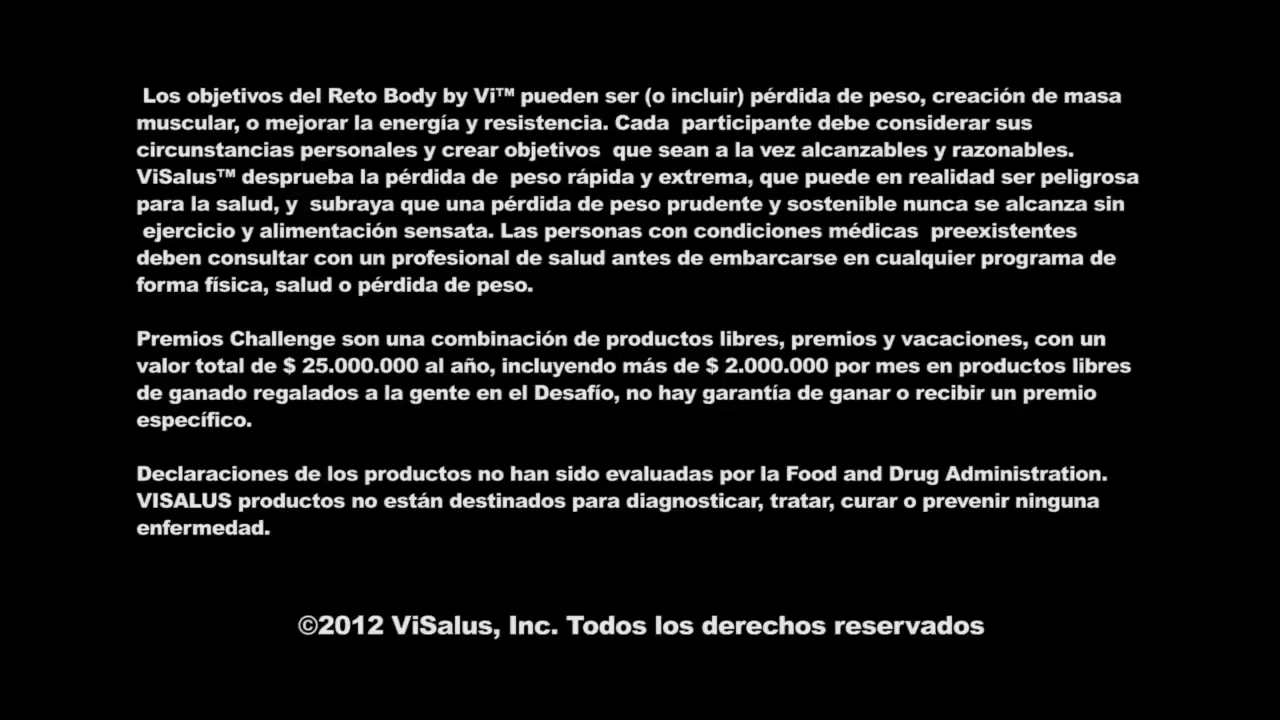 Los objetivos del Reto Body by Vi™ pueden ser (o incluir) pérdida de peso, creación de masa
muscular, o mejorar la energía y resistencia. Cada participante debe considerar sus
circunstancias personales y crear objetivos que sean a la vez alcanzables y razonables.
ViSalus™ desprueba la pérdida de peso rápida y extrema, que puede en realidad ser peligrosa
para la salud, y subraya que una pérdida de peso prudente y sostenible nunca se alcanza sin
ejercicio y alimentación sensata. Las personas con condiciones médicas preexistentes
deben consultar con un profesional de salud antes de embarcarse en cualquier programa de
forma física, salud o pérdida de peso.
Premios Challenge son una combinación de productos libres, premios y vacaciones, con un
valor total de $ 25.000.000 al año, incluyendo más de $ 2.000.000 por mes en productos libres
de ganado regalados a la gente en el Desafío, no hay garantía de ganar o recibir un premio
específico.
Declaraciones de los productos no han sido evaluadas por la Food and Drug Administration.
VISALUS productos no están destinados para diagnosticar, tratar, curar o prevenir ninguna
enfermedad.
©2012 ViSalus, Inc. Todos los derechos reservados